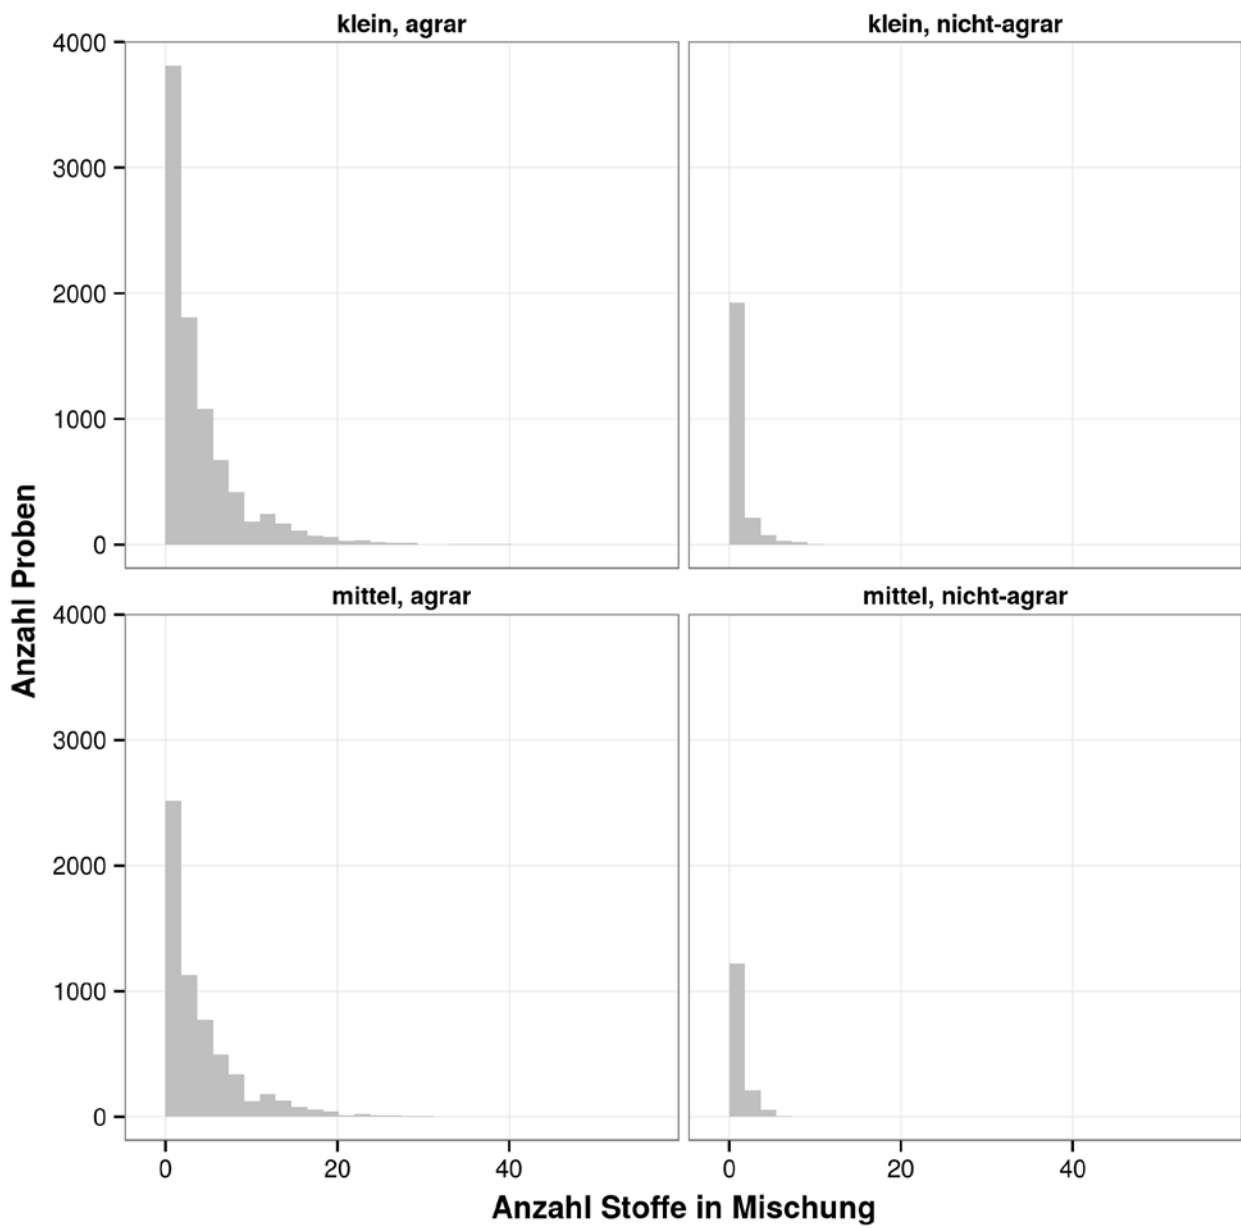 klein, agrar
klein, nicht-agrar
4000
3000
2000
1000
0
Anzahl Proben
mittel, agrar
mittel, nicht-agrar
4000
3000
2000
1000
0
0 20 40
0 20 40
Anzahl Stoffe in Mischung